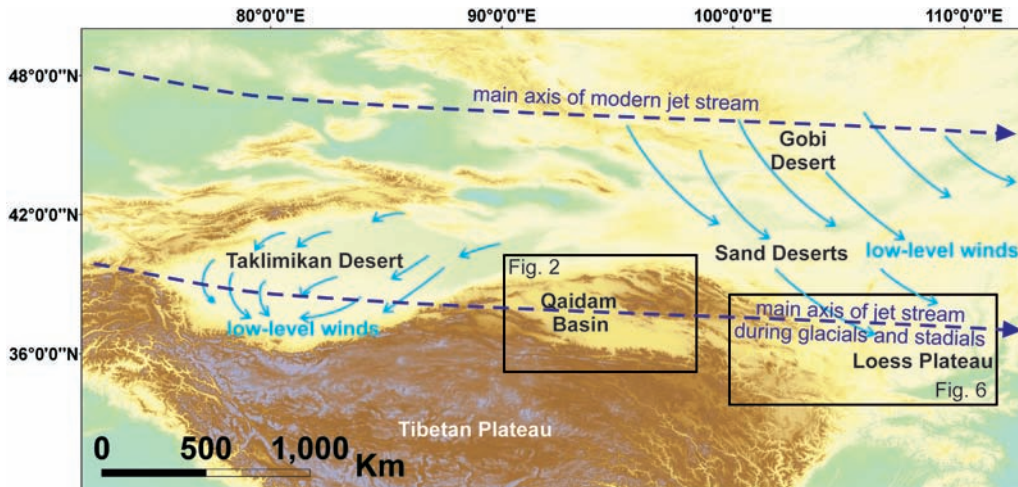 80°0'0"E 90°0'0"E 100°0'0"E 110°0'0"E
48°0'0"N
main axis of modern jet stream
Gobi
Desert
42°0'0"N
Taklimikan Desert
Sand Deserts
low-level winds
Fig. 2
Qaidam
Basin
low-level winds
main axis of jet stream
during glacials and stadials
36°0'0"N
Loess Plateau
Fig. 6
Tibetan Plateau
0 500 1,000
Km